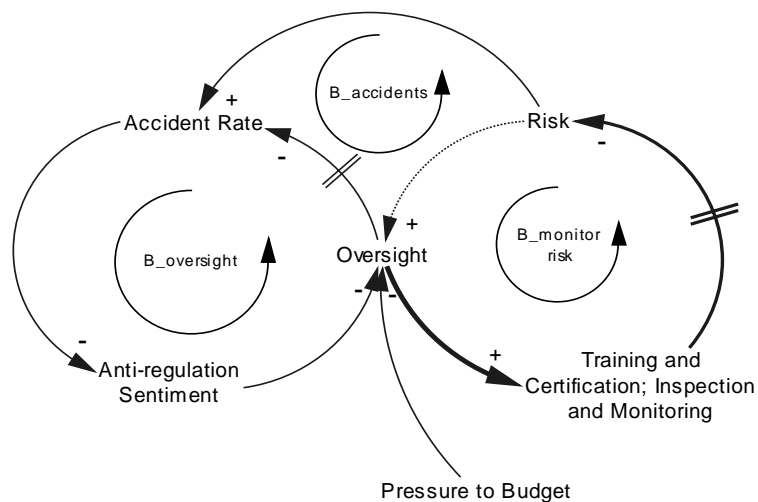 B_accidents
+
Accident Rate
-
Risk
-
+
B_oversight
Oversight
B_monitor
risk
-
-
-
+
Anti-regulation
Sentiment
Training and
Certification; Inspection
and Monitoring
Pressure to Budget